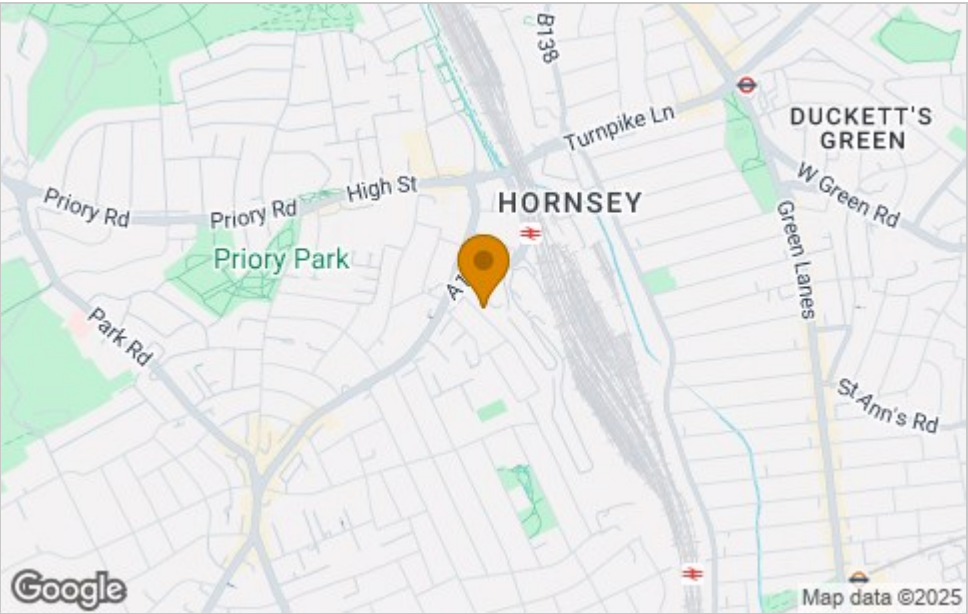 B138
Turnpike Ln
DUCKETT'S
GREEN
Priory Rd
Priory Rd
High St
HORNSEY
W Green Rd
Priory Park
Green Lanes
Park Rd
St Ann's Rd
Google
Map data ©2025